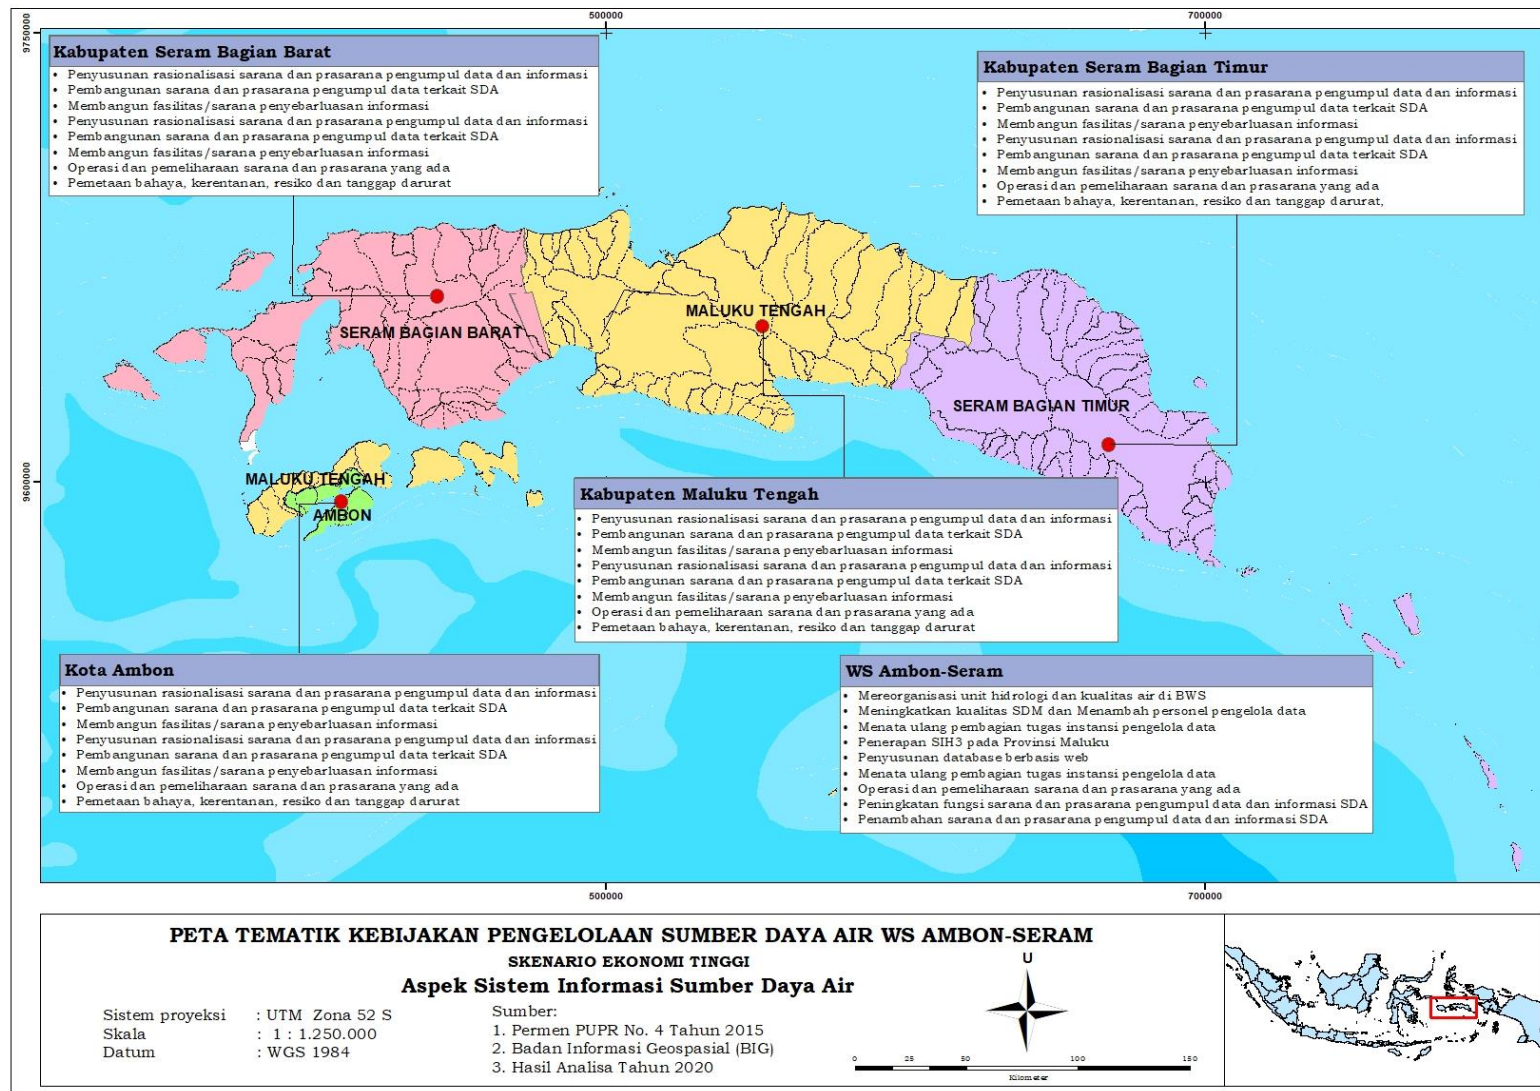 500000
700000
9750000
Kabupaten Seram Bagian Barat
• Penyusunan rasionalisasi sarana dan prasarana pengumpul data dan informasi
• Pembangunan sarana dan prasarana pengumpul data terkait SDA
• Membangun fasilitas/sarana penyebarluasan informasi
• Penyusunan rasionalisasi sarana dan prasarana pengumpul data dan informasi
• Pembangunan sarana dan prasarana pengumpul data terkait SDA
• Membangun fasilitas/sarana penyebarluasan informasi
• Operasi dan pemeliharaan sarana dan prasarana yang ada
• Pemetaan bahaya, kerentanan, resiko dan tanggap darurat
Kabupaten Seram Bagian Timur
• Penyusunan rasionalisasi sarana dan prasarana pengumpul data dan informasi
• Pembangunan sarana dan prasarana pengumpul data terkait SDA
• Membangun fasilitas/sarana penyebarluasan informasi
• Penyusunan rasionalisasi sarana dan prasarana pengumpul data dan informasi
• Pembangunan sarana dan prasarana pengumpul data terkait SDA
• Membangun fasilitas/sarana penyebarluasan informasi
• Operasi dan pemeliharaan sarana dan prasarana yang ada
• Pemetaan bahaya, kerentanan, resiko dan tanggap darurat,
MALUKU TENGAH
SERAM BAGIAN BARAT
SERAM BAGIAN TIMUR
MALUKU TENGAH
AMBON
9600000
Kabupaten Maluku Tengah
• Penyusunan rasionalisasi sarana dan prasarana pengumpul data dan informasi
• Pembangunan sarana dan prasarana pengumpul data terkait SDA
• Membangun fasilitas/sarana penyebarluasan informasi
• Penyusunan rasionalisasi sarana dan prasarana pengumpul data dan informasi
• Pembangunan sarana dan prasarana pengumpul data terkait SDA
• Membangun fasilitas/sarana penyebarluasan informasi
• Operasi dan pemeliharaan sarana dan prasarana yang ada
• Pemetaan bahaya, kerentanan, resiko dan tanggap darurat
Kota Ambon
• Penyusunan rasionalisasi sarana dan prasarana pengumpul data dan informasi
• Pembangunan sarana dan prasarana pengumpul data terkait SDA
• Membangun fasilitas/sarana penyebarluasan informasi
• Penyusunan rasionalisasi sarana dan prasarana pengumpul data dan informasi
• Pembangunan sarana dan prasarana pengumpul data terkait SDA
• Membangun fasilitas/sarana penyebarluasan informasi
• Operasi dan pemeliharaan sarana dan prasarana yang ada
• Pemetaan bahaya, kerentanan, resiko dan tanggap darurat
WS Ambon-Seram
• Mereorganisasi unit hidrologi dan kualitas air di BWS
• Meningkatkan kualitas SDM dan Menambah personel pengelola data
• Menata ulang pembagian tugas instansi pengelola data
• Penerapan SIH3 pada Provinsi Maluku
• Penyusunan database berbasis web
• Menata ulang pembagian tugas instansi pengelola data
• Operasi dan pemeliharaan sarana dan prasarana yang ada
• Peningkatan fungsi sarana dan prasarana pengumpul data dan informasi SDA
• Penambahan sarana dan prasarana pengumpul data dan informasi SDA
500000
700000
PETA TEMATIK KEBIJAKAN PENGELOLAAN SUMBER DAYA AIR WS AMBON-SERAM
SKENARIO EKONOMI TINGGI
Aspek Sistem Informasi Sumber Daya Air
Sistem proyeksi : UTM Zona 52 S
Skala : 1 : 1.250.000
Datum : WGS 1984
Sumber:
1. Permen PUPR No. 4 Tahun 2015
2. Badan Informasi Geospasial (BIG)
3. Hasil Analisa Tahun 2020
U
0 25 50 100 150
Kilometer